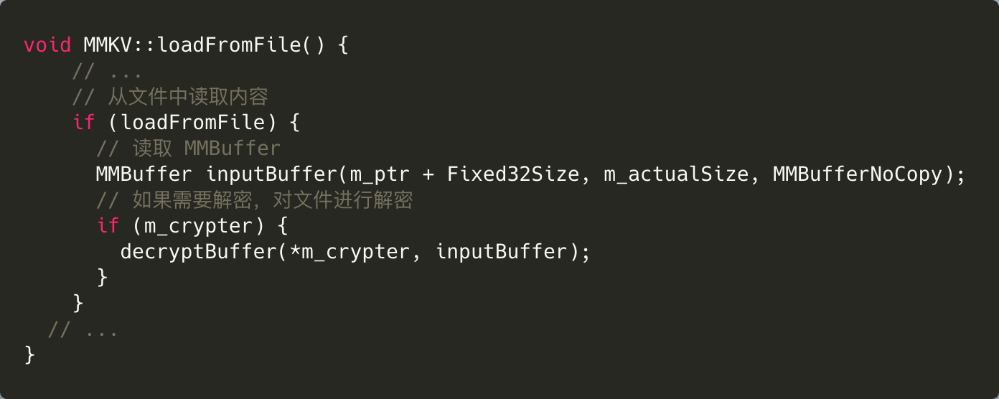 void MMKV::loadFromFile() {
    // ...
    // 从文件中读取内容
    if (loadFromFile) {
      // 读取 MMBuffer
      MMBuffer inputBuffer(m_ptr + Fixed32Size, m_actualSize, MMBufferNoCopy);
      // 如果需要解密，对文件进行解密
      if (m_crypter) {
        decryptBuffer(*m_crypter, inputBuffer);
      }
    }
  // ...
}